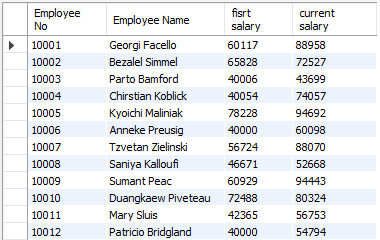 Employee No Employee Name fisrt salary current salary
10001 Georgi Facello 60117 88958
10002 Bezalel Simmel 65828 72527
10003 Parto Bamford 40006 43699
10004 Chirstian Koblick 40054 74057
10005 Kyoichi Maliniak 78228 94692
10006 Anneke Preusig 40000 60098
10007 Tzvetan Zielinski 56724 88070
10008 Saniya Kalloufi 46671 52668
10009 Sumant Peac 60929 94443
10010 Duangkaew Piveteau 72488 80324
10011 Mary Sluis 42365 56753
10012 Patricio Bridgland 40000 54794